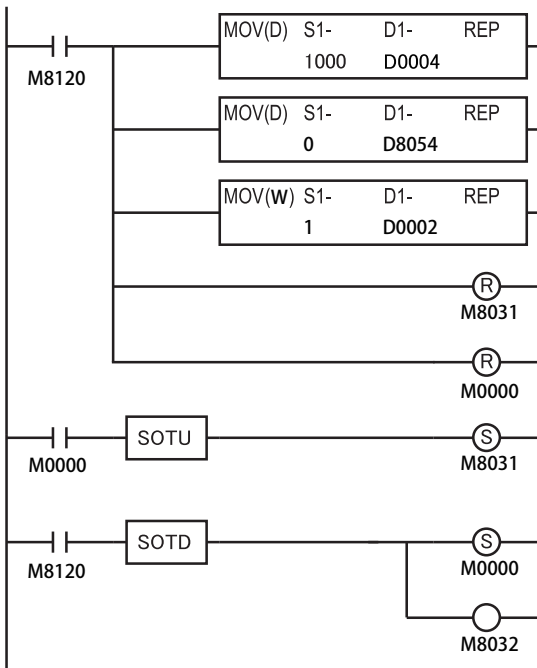 MOV(D) S1- D1- REP
1000 D0004
M8120
MOV(D) S1- D1- REP
0 D8054
MOV(W) S1- D1- REP
1 D0002
R
M8031
R
M0000
SOTU S
M0000 M8031
SOTD S
M8120 M0000
M8032